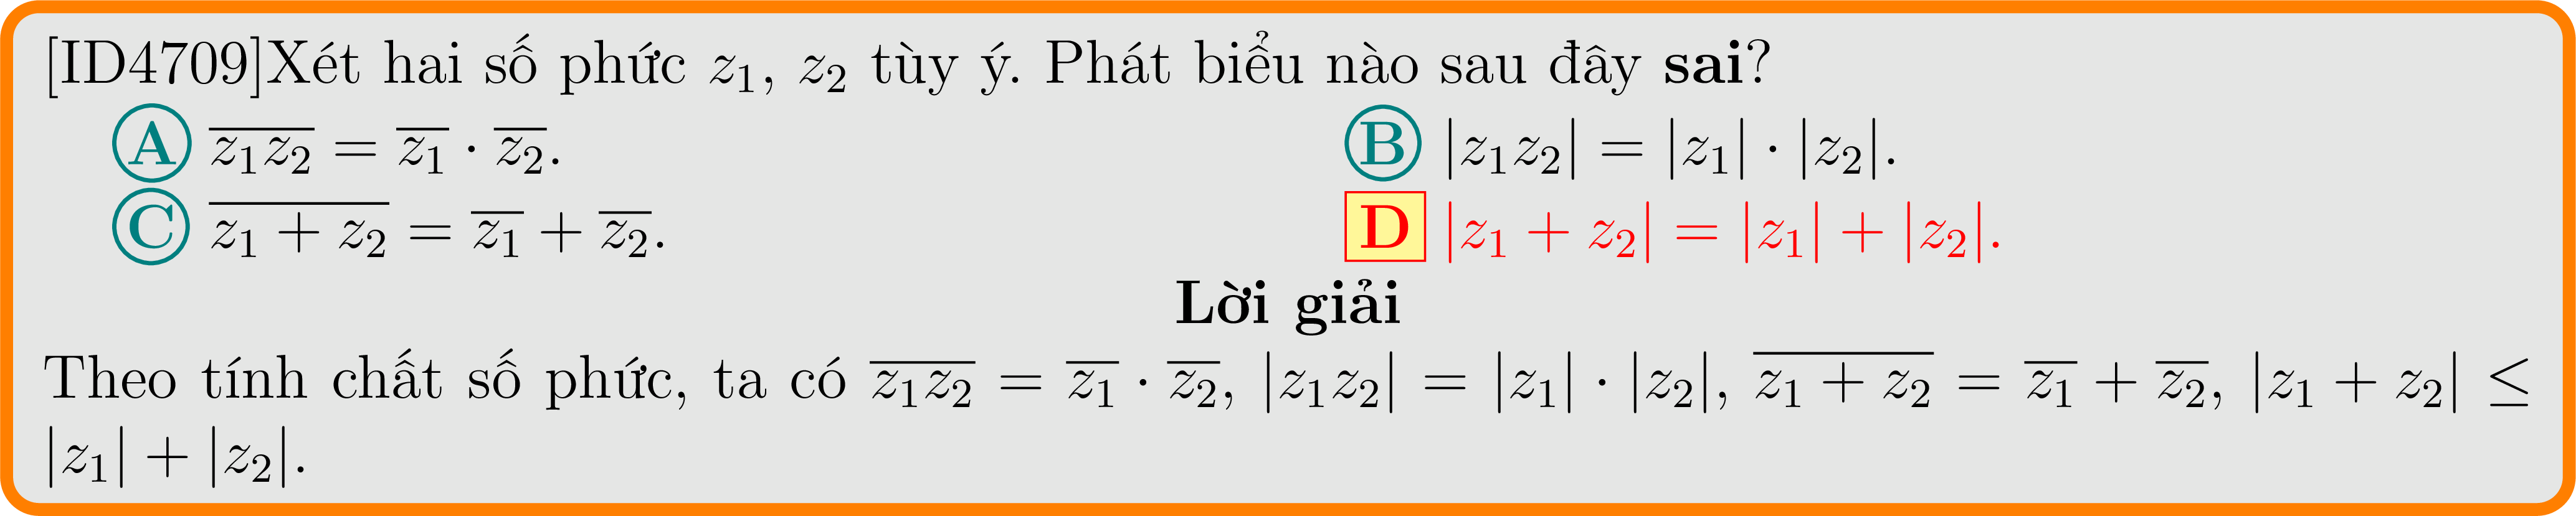 [ID4709]Xét hai số phức z₁, z₂ tùy ý. Phát biểu nào sau đây sai?
A $\overline{z_1z_2} = \overline{z_1} \cdot \overline{z_2}$. B $|z_1z_2| = |z_1| \cdot |z_2|$.
C $\overline{z_1 + z_2} = \overline{z_1} + \overline{z_2}$. D $|z_1 + z_2| = |z_1| + |z_2|$.
Lời giải
Theo tính chất số phức, ta có $\overline{z_1z_2} = \overline{z_1} \cdot \overline{z_2}$, $|z_1z_2| = |z_1| \cdot |z_2|$, $\overline{z_1 + z_2} = \overline{z_1} + \overline{z_2}$, $|z_1 + z_2| \leq$
$|z_1| + |z_2|$.